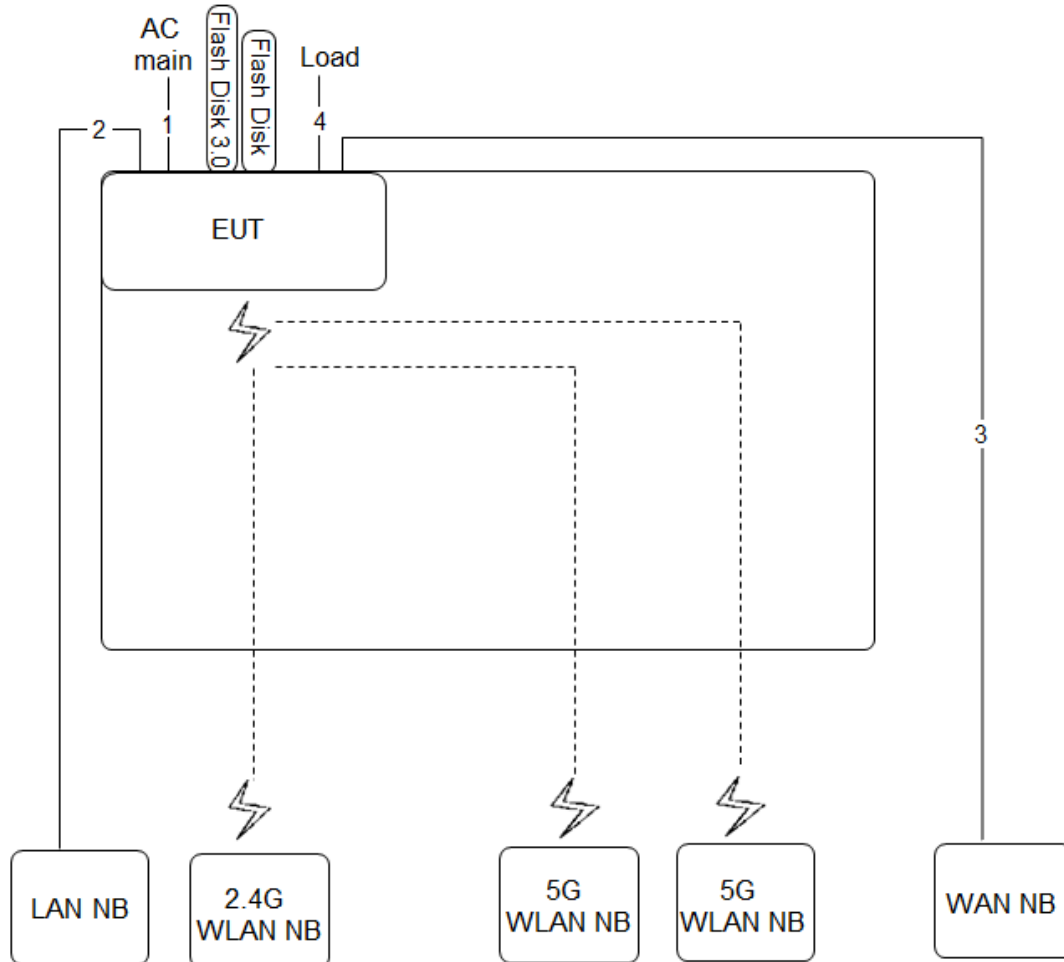 AC
main
Flash Disk 3.0
Flash Disk
Load
2
1
4
EUT
3
LAN NB
2.4G
WLAN NB
5G
WLAN NB
5G
WLAN NB
WAN NB